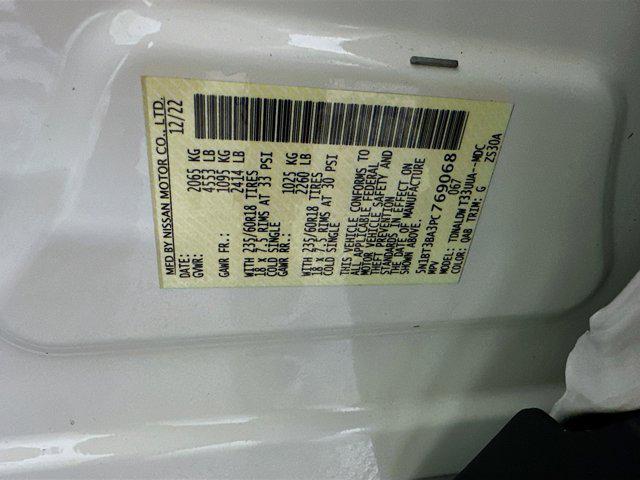 MFD BY NISSAN MOTOR CO., LTD.
DATE: 12/22
GVWR: 2065 KG
4553 LB
GAWR FR.: 1095 KG
2414 LB
WITH 235/60R18 TIRES
18 X 7.5 RIMS AT 33 PSI
COLD SINGLE
GAWR RR.: 1025 KG
2260 LB
WITH 235/60R18 TIRES
18 X 7.5 RIMS AT 30 PSI
COLD SINGLE
THIS VEHICLE CONFORMS TO
ALL APPLICABLE FEDERAL
MOTOR VEHICLE SAFETY AND
THEFT PREVENTION
STANDARDS IN EFFECT ON
THE DATE OF MANUFACTURE
SHOWN ABOVE.
5N1BT3BA3PC769068
MPV 067
MODEL: TDNALDWT33UUA--MDC
COLOR: QAB TRIM: G ZS30A